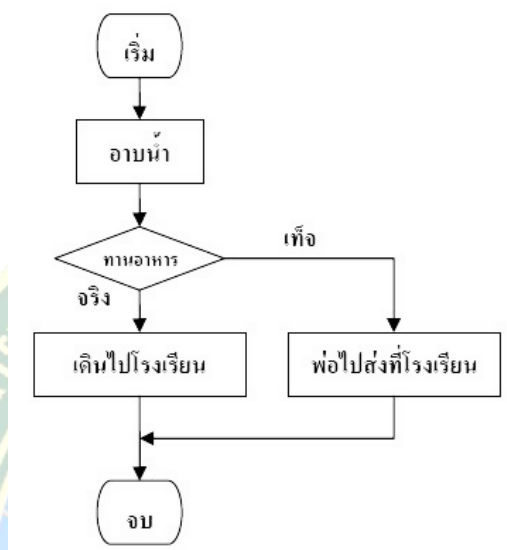 เริ่ม
อาบน้ำ
ทานอาหาร
เท็จ
จริง
เดินไปโรงเรียน
พ่อไปส่งที่โรงเรียน
จบ